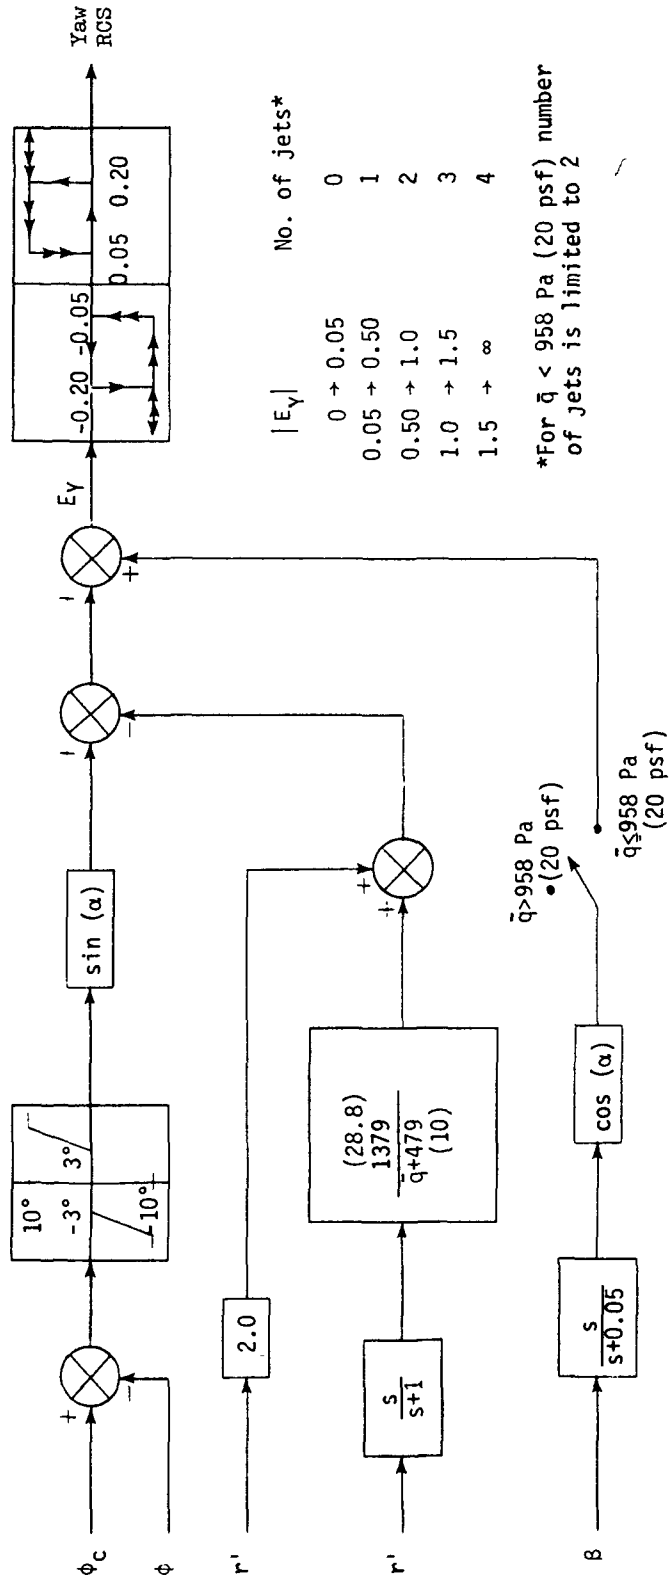 ϕc
+
ϕ
−
10°
-3°
3°
-10°
sin (α)
+
−
+
+
Eγ
-0.20 -0.05
0.05 0.20
Yaw
RCS
r'
2.0
+
+
r'
s
s+1
(28.8)
1379
q̄+479
(10)
β
s
s+0.05
cos (α)
q̄>958 Pa
(20 psf)
q̄≤958 Pa
(20 psf)
|Eγ| No. of jets*
0 → 0.05 0
0.05 → 0.50 1
0.50 → 1.0 2
1.0 → 1.5 3
1.5 → ∞ 4
*For q̄ < 958 Pa (20 psf) number
of jets is limited to 2